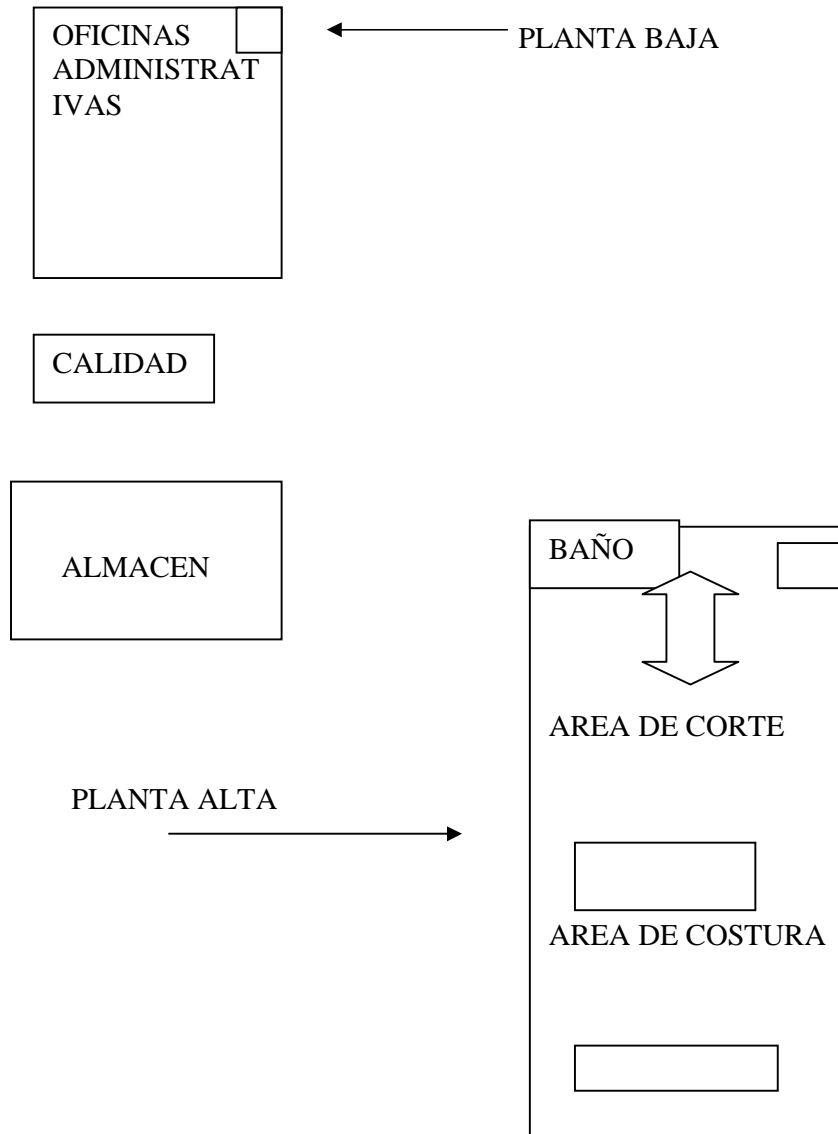 OFICINAS
ADMINISTRAT
IVAS
PLANTA BAJA
CALIDAD
ALMACEN
BAÑO
AREA DE CORTE
PLANTA ALTA
AREA DE COSTURA